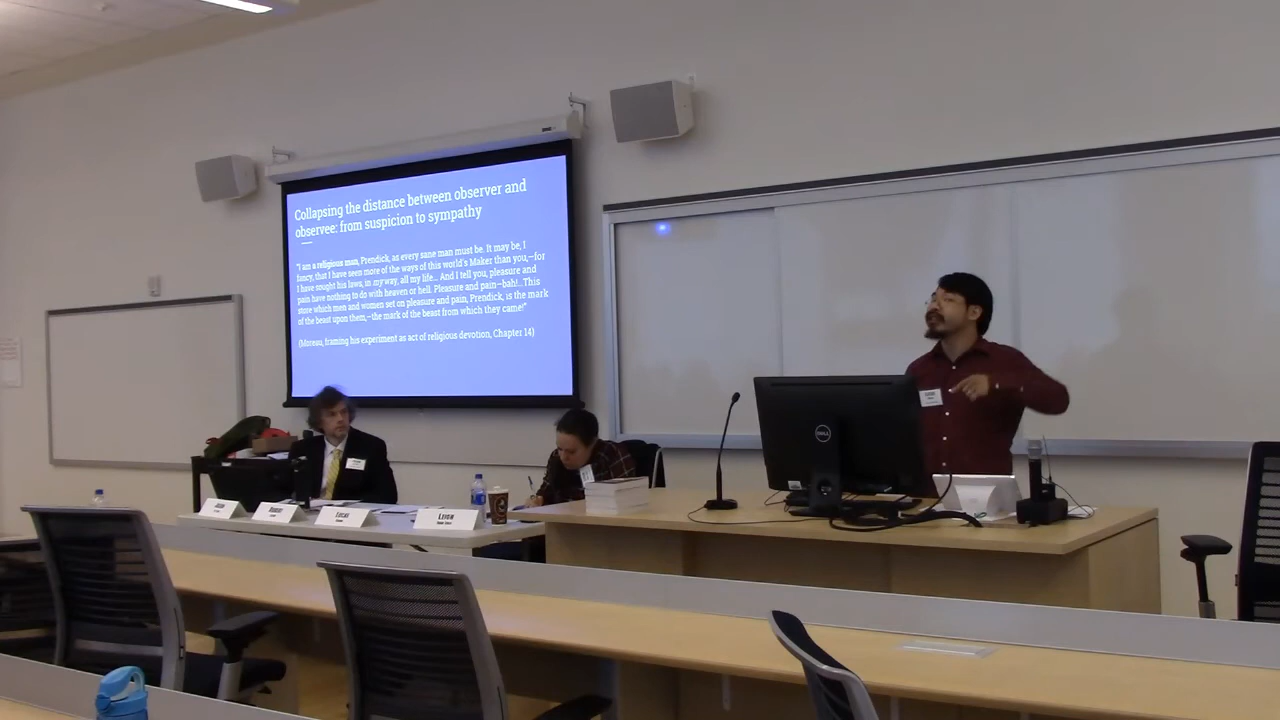 Collapsing the distance between observer and
observee: from suspicion to sympathy
"I am a religious man, Prendick, as every sane man must be. It may be, I
fancy, that I have seen more of the ways of this world's Maker than you,—for
I have sought his laws, in my way, all my life... And I tell you, pleasure and
pain have nothing to do with heaven or hell. Pleasure and pain—bah!...This
store which men and women set on pleasure and pain, Prendick, is the mark
of the beast upon them,—the mark of the beast from which they came!"
(Moreau, framing his experiment as act of religious devotion, Chapter 14)
DELL
Lucas